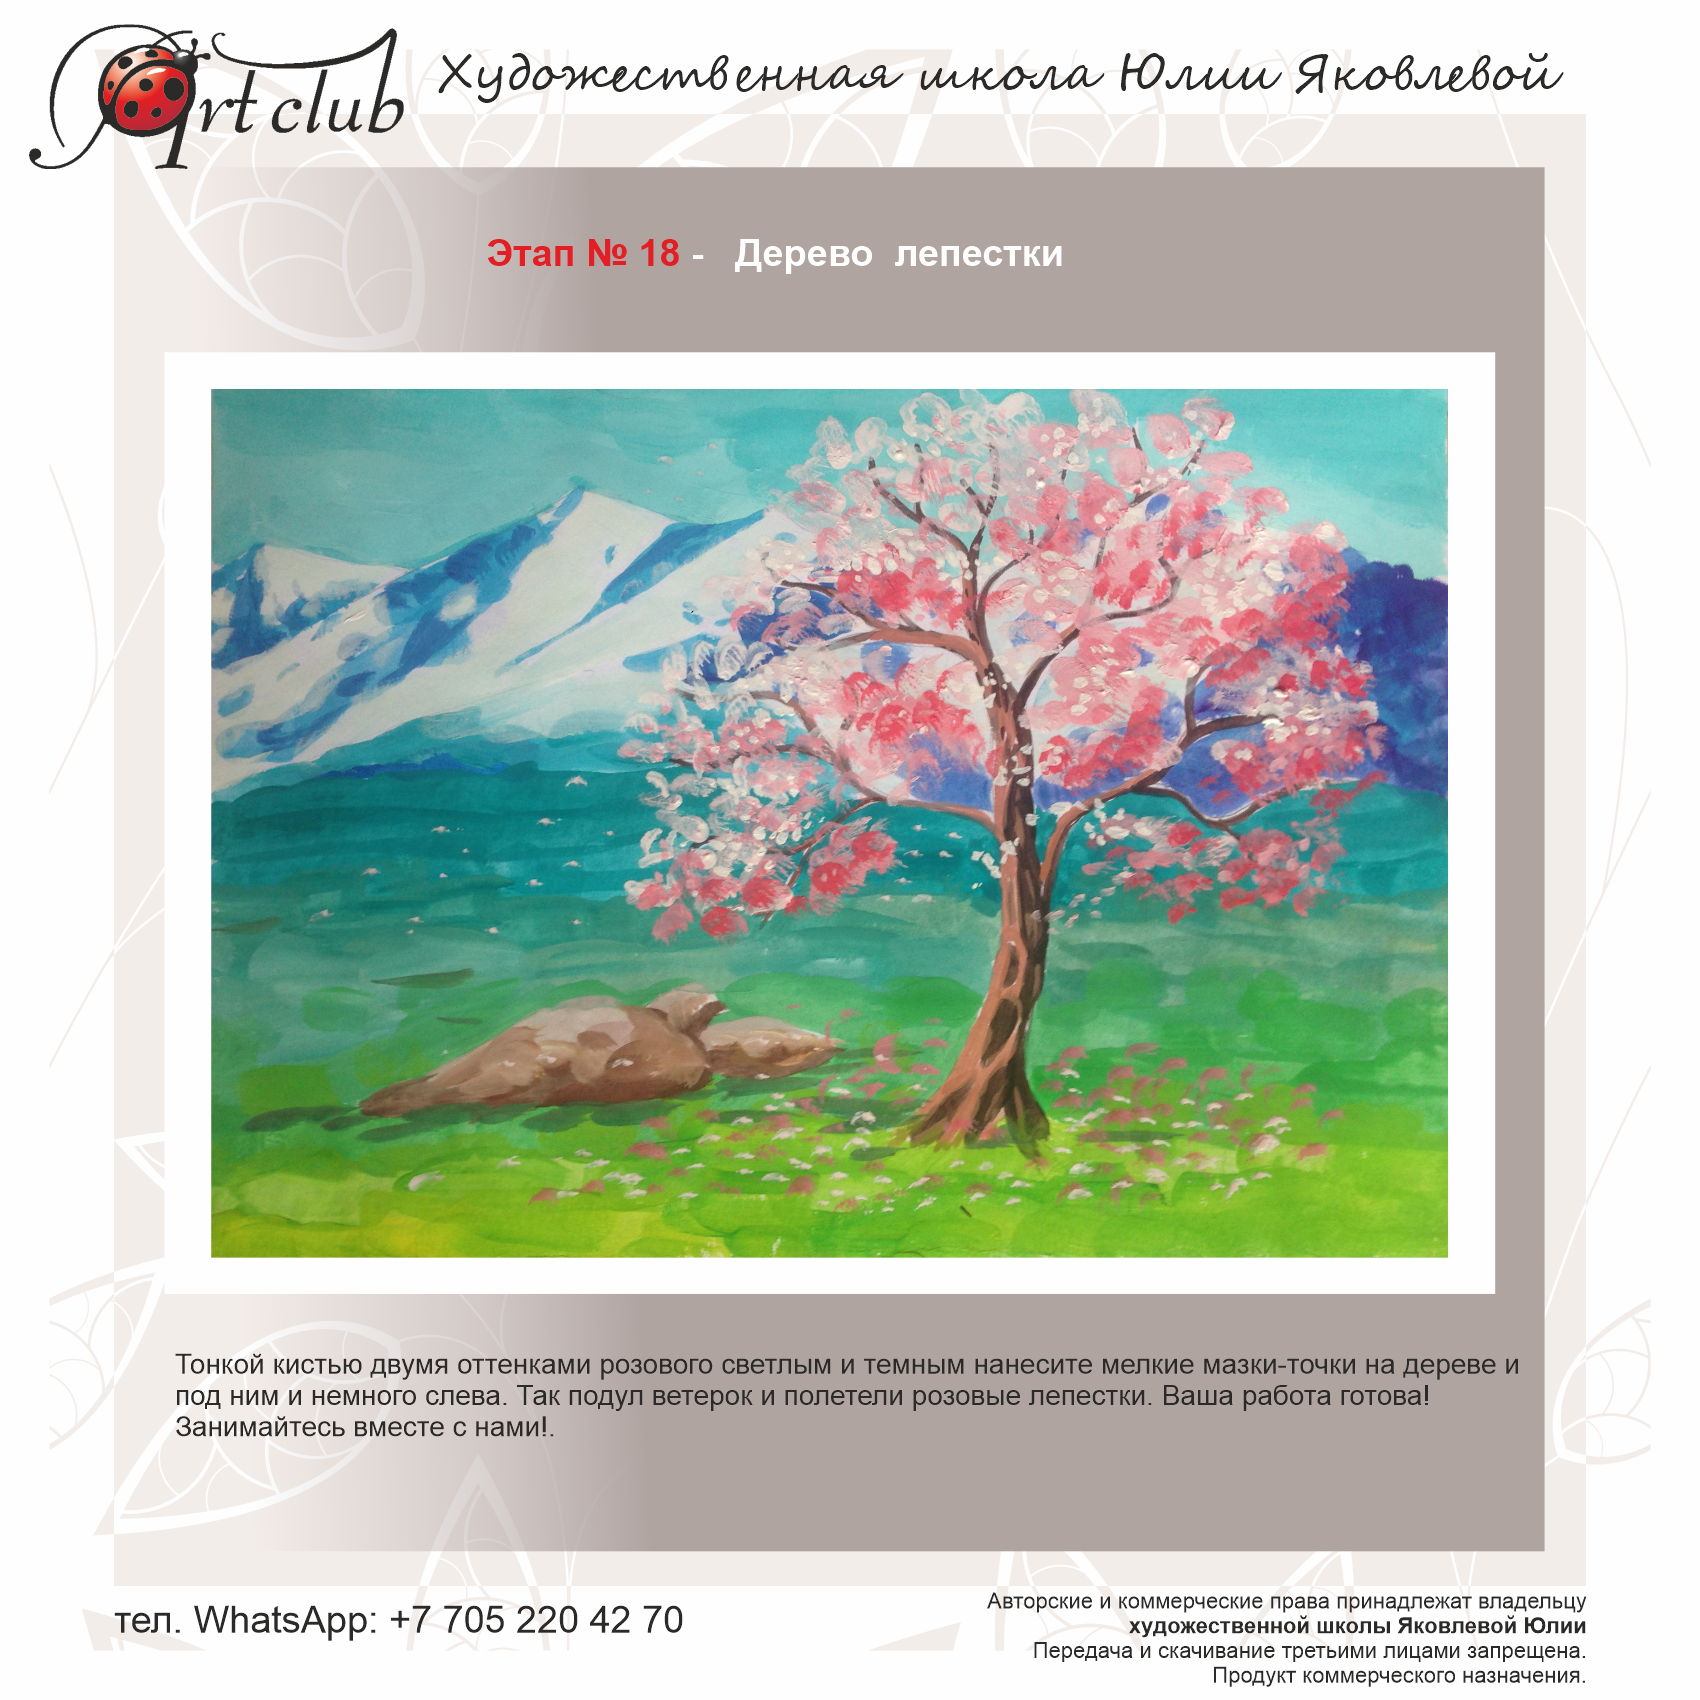 Artclub
Художественная школа Юлии Яковлевой
Этап № 18 - Дерево лепестки
Тонкой кистью двумя оттенками розового светлым и темным нанесите мелкие мазки-точки на дереве и
под ним и немного слева. Так подул ветерок и полетели розовые лепестки. Ваша работа готова!
Занимайтесь вместе с нами!.
тел. WhatsApp: +7 705 220 42 70
Авторские и коммерческие права принадлежат владельцу
художественной школы Яковлевой Юлии
Передача и скачивание третьими лицами запрещена.
Продукт коммерческого назначения.